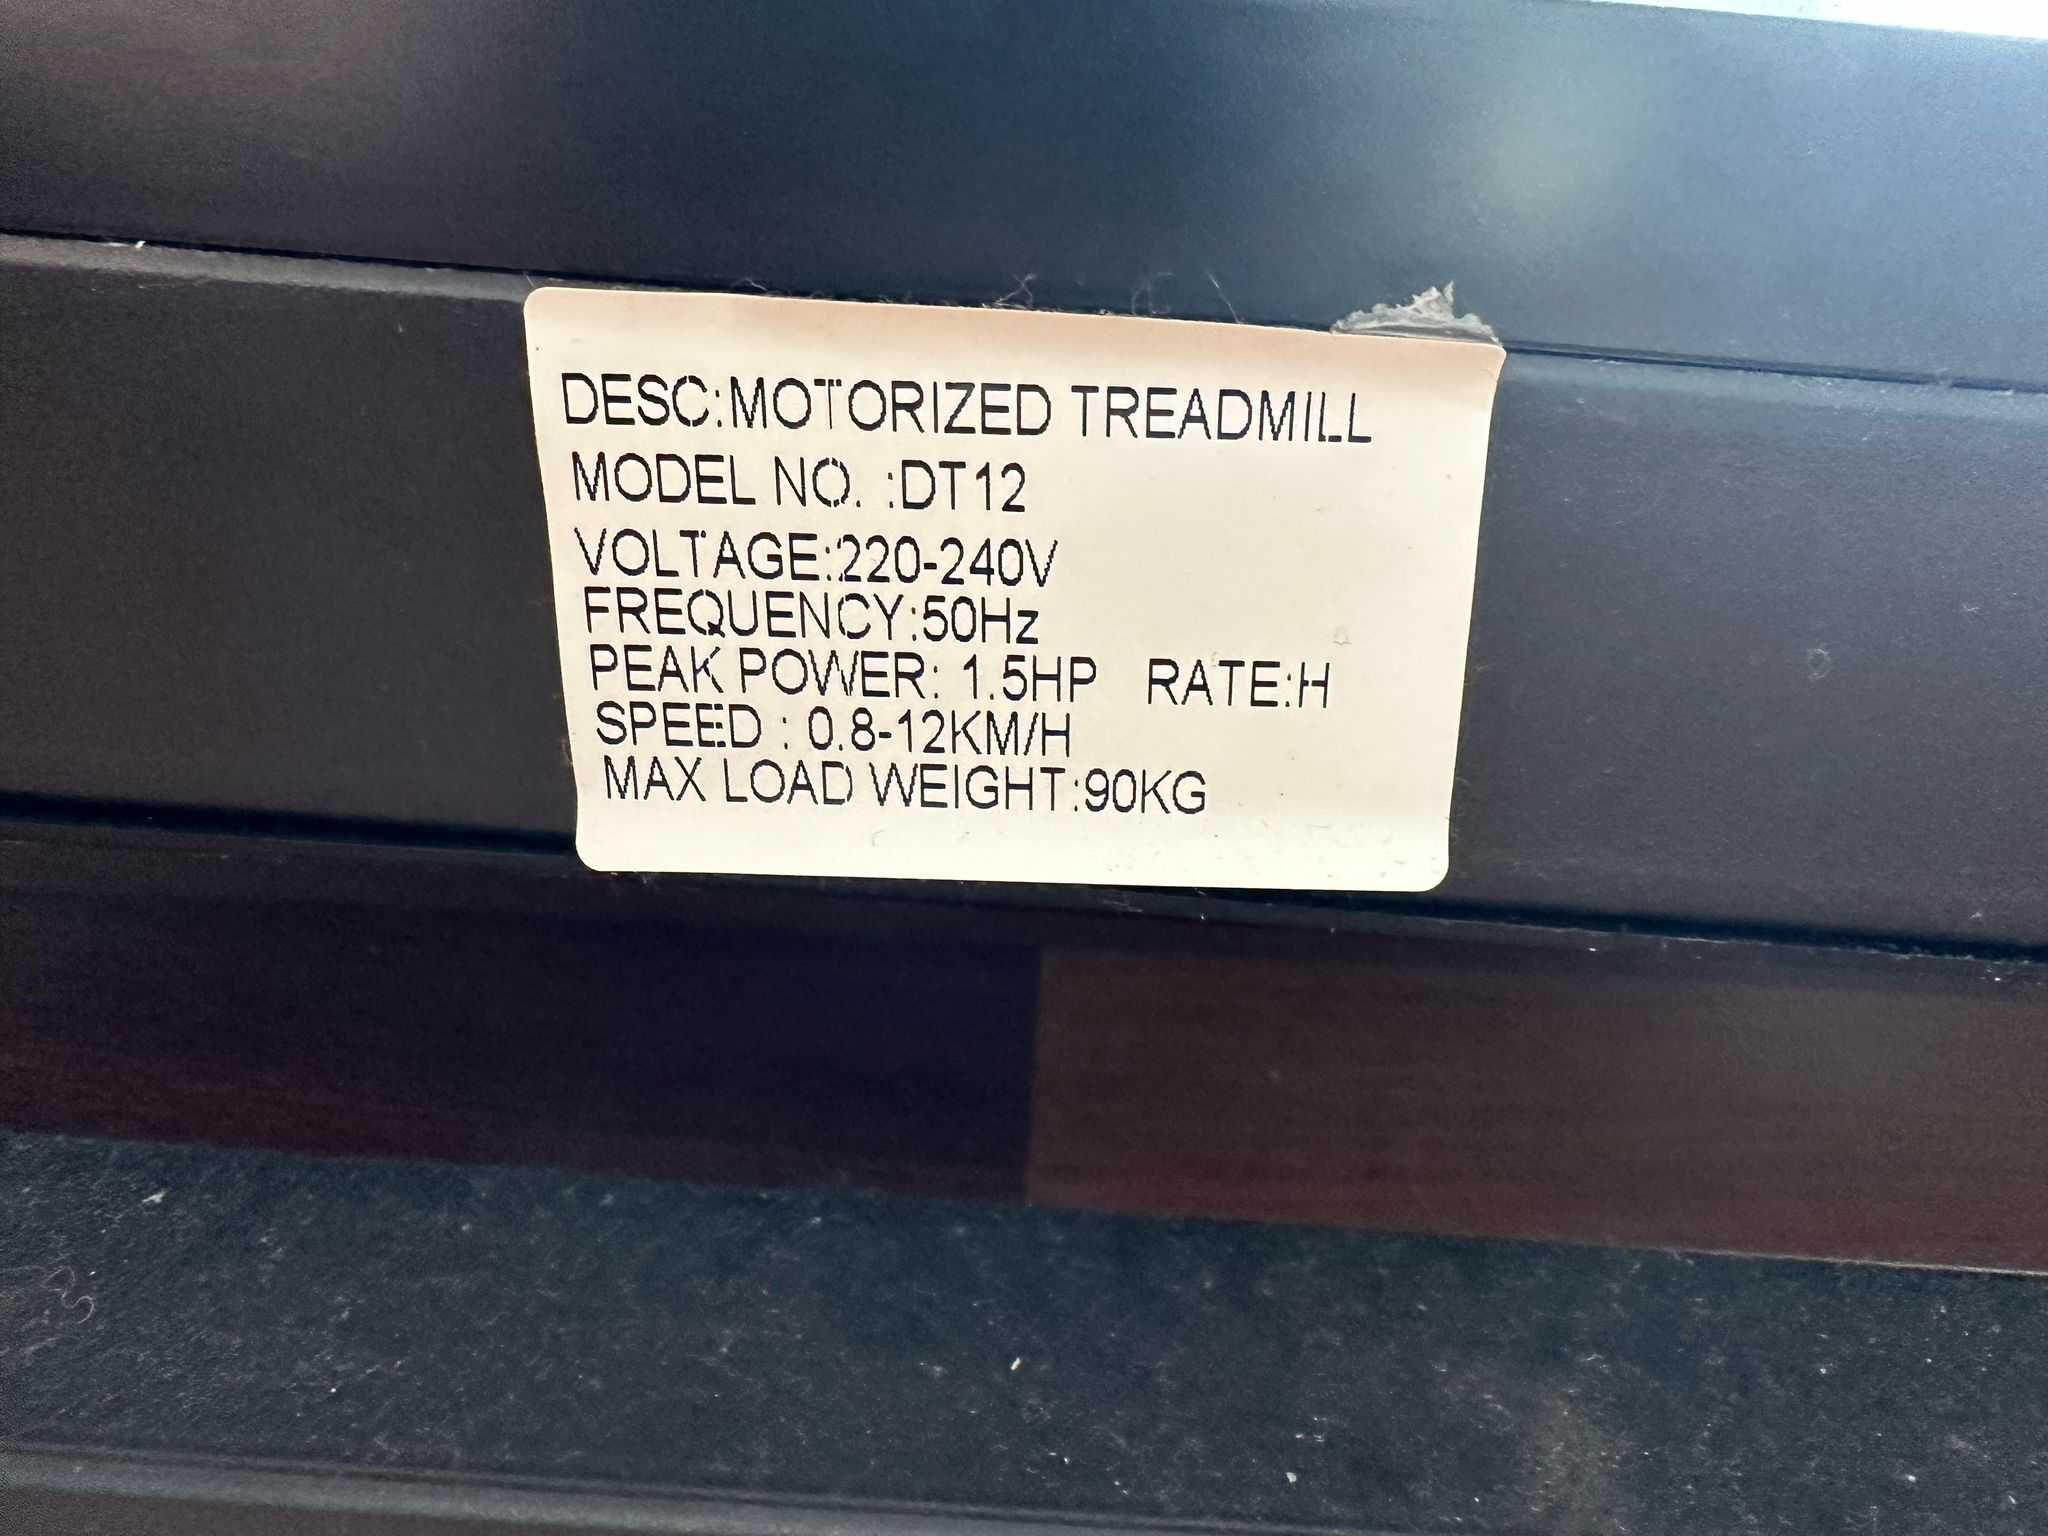 DESC:MOTORIZED TREADMILL
MODEL NO. :DT12
VOLTAGE:220-240V
FREQUENCY:50Hz
PEAK POWER: 1.5HP RATE:H
SPEED : 0.8-12KM/H
MAX LOAD WEIGHT:90KG